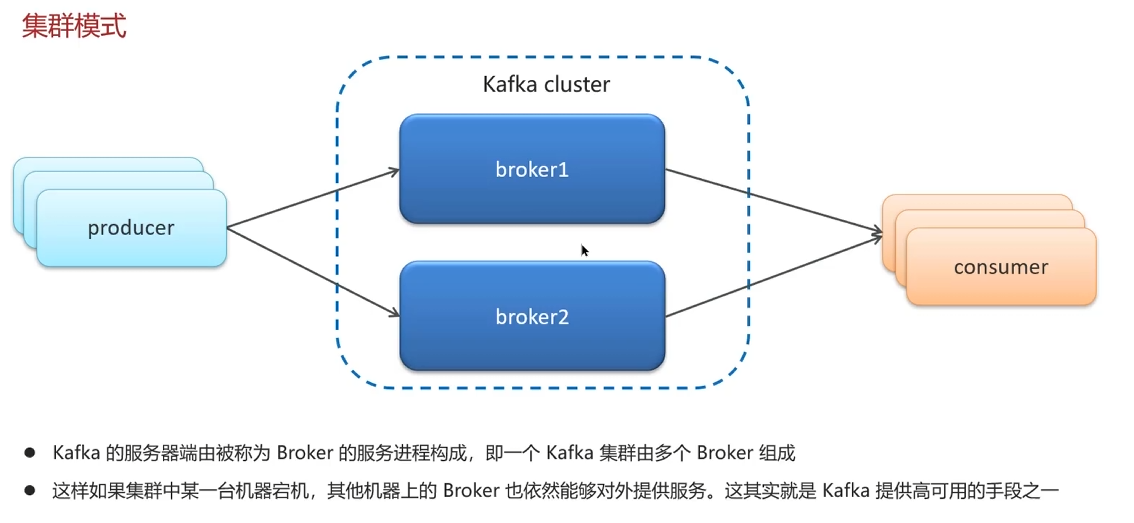 集群模式
Kafka cluster
broker1
producer
broker2
consumer
● Kafka 的服务器端由被称为 Broker 的服务进程构成，即一个 Kafka 集群由多个 Broker 组成
● 这样如果集群中某一台机器宕机，其他机器上的 Broker 也依然能够对外提供服务。这其实就是 Kafka 提供高可用的手段之一